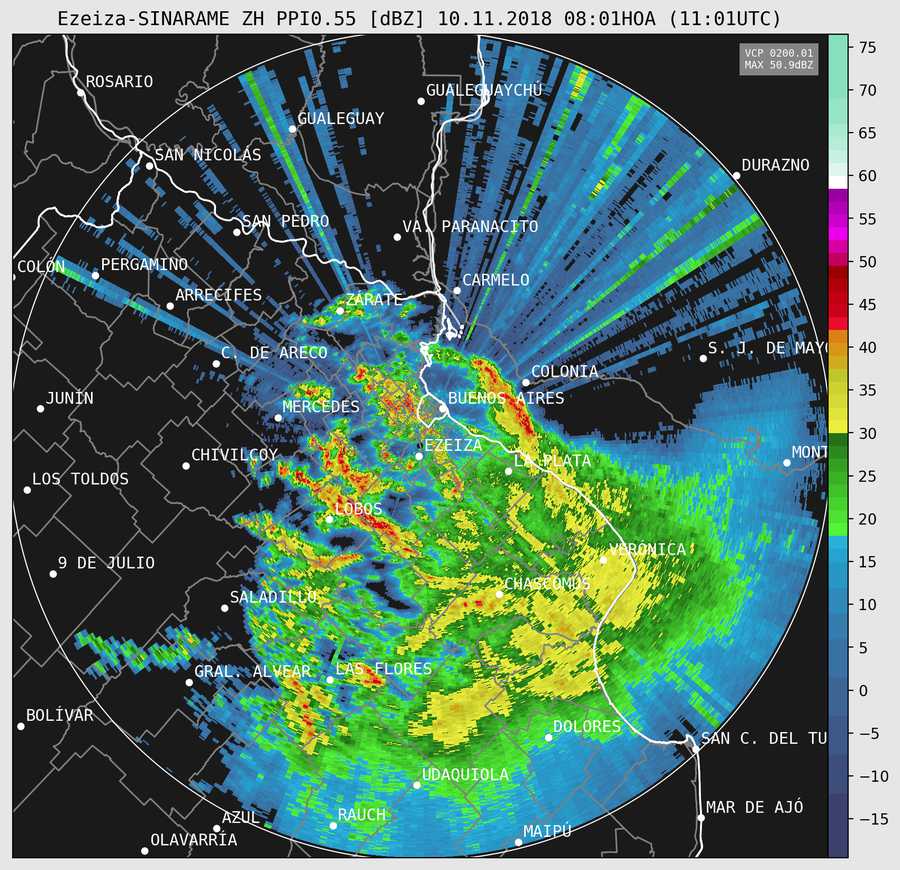 Ezeiza-SINARAME ZH PPI0.55 [dBZ] 10.11.2018 08:01HOA (11:01UTC)
VCP 0200.01
MAX 50.9dBZ
75
70
65
60
55
50
45
40
35
30
25
20
15
10
5
0
−5
−10
−15
ROSARIO
GUALEGUAYCHÚ
GUALEGUAY
SAN NICOLÁS
DURAZNO
SAN PEDRO
VA. PARANACITO
COLÓN
PERGAMINO
CARMELO
ARRECIFES
ZÁRATE
C. DE ARECO
S. J. DE MAYO
COLONIA
JUNÍN
MERCEDES
BUENOS AIRES
EZEIZA
CHIVILCOY
LA PLATA
MONT
LOS TOLDOS
LOBOS
9 DE JULIO
VERÓNICA
CHASCOMÚS
SALADILLO
GRAL. ALVEAR
LAS FLORES
BOLÍVAR
DOLORES
SAN C. DEL TU
UDAQUIOLA
MAR DE AJÓ
AZUL
RAUCH
OLAVARRÍA
MAIPÚ